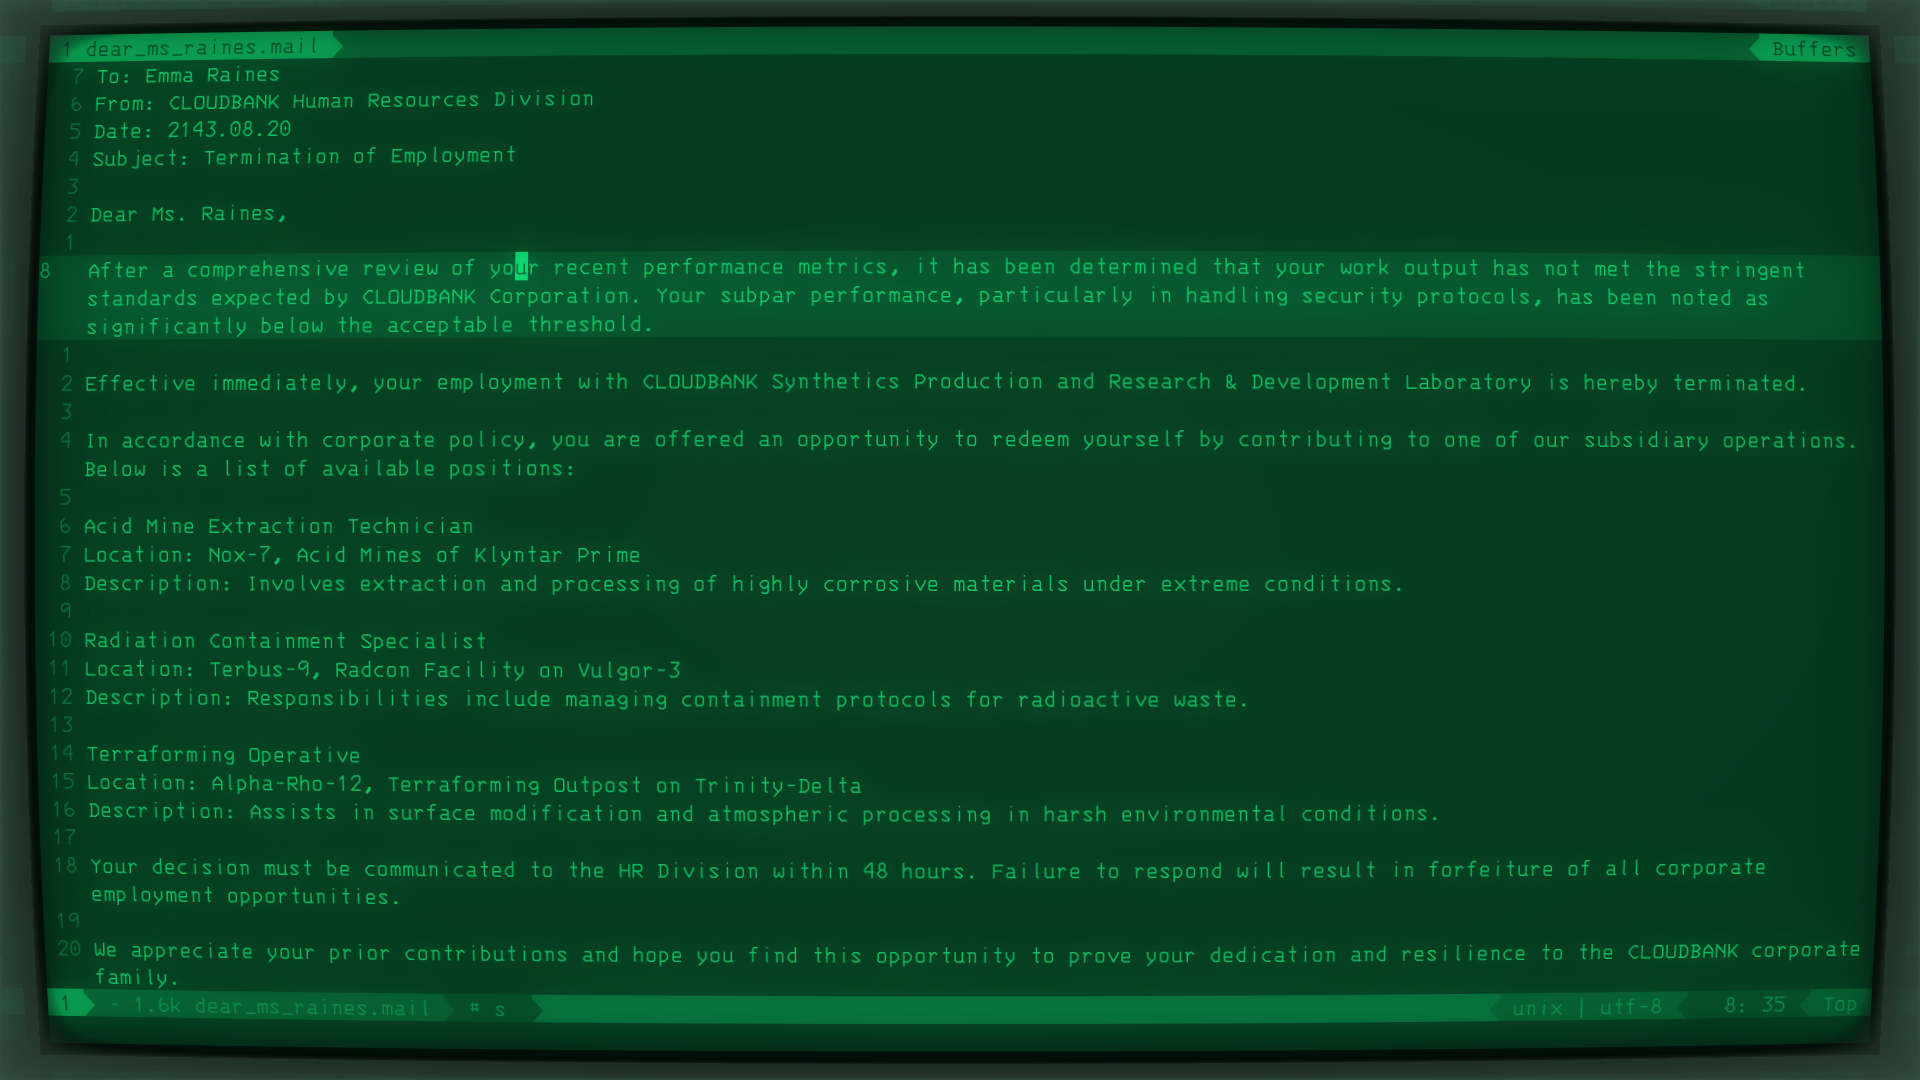 1 dear_ms_raines.mail Buffers
7 To: Emma Raines
6 From: CLOUDBANK Human Resources Division
5 Date: 2143.08.20
4 Subject: Termination of Employment
3
2 Dear Ms. Raines,
1
8 After a comprehensive review of your recent performance metrics, it has been determined that your work output has not met the stringent
standards expected by CLOUDBANK Corporation. Your subpar performance, particularly in handling security protocols, has been noted as
significantly below the acceptable threshold.
1
2 Effective immediately, your employment with CLOUDBANK Synthetics Production and Research & Development Laboratory is hereby terminated.
3
4 In accordance with corporate policy, you are offered an opportunity to redeem yourself by contributing to one of our subsidiary operations.
Below is a list of available positions:
5
6 Acid Mine Extraction Technician
7 Location: Nox-7, Acid Mines of Klyntar Prime
8 Description: Involves extraction and processing of highly corrosive materials under extreme conditions.
9
10 Radiation Containment Specialist
11 Location: Terbus-9, Radcon Facility on Vulgor-3
12 Description: Responsibilities include managing containment protocols for radioactive waste.
13
14 Terraforming Operative
15 Location: Alpha-Rho-12, Terraforming Outpost on Trinity-Delta
16 Description: Assists in surface modification and atmospheric processing in harsh environmental conditions.
17
18 Your decision must be communicated to the HR Division within 48 hours. Failure to respond will result in forfeiture of all corporate
employment opportunities.
19
20 We appreciate your prior contributions and hope you find this opportunity to prove your dedication and resilience to the CLOUDBANK corporate
family.
1 - 1.6k dear_ms_raines.mail # s unix | utf-8 8: 35 Top